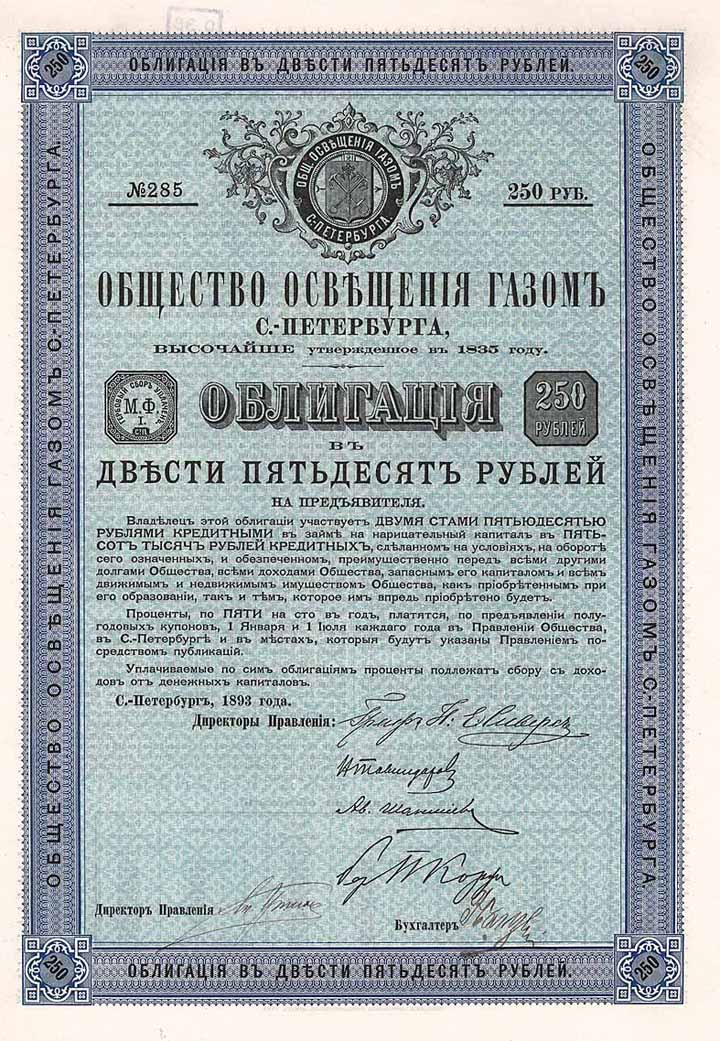 ОБЛИГАЦІЯ ВЪ ДВѢСТИ ПЯТЬДЕСЯТЪ РУБЛЕЙ.
250
250
ОБЩ. ОСВѢЩЕНІЯ ГАЗОМЪ
С.-ПЕТЕРБУРГА.
№285
250 РУБ.
ОБЩЕСТВО ОСВѢЩЕНІЯ ГАЗОМЪ
С.-ПЕТЕРБУРГА,
ВЫСОЧАЙШЕ утвержденное въ 1835 году.
ГЕРБОВЫЙ СБОРЪ УПЛАЧЕНЪ
М.Ф.
I.
ОБЛИГАЦІЯ
250
РУБЛЕЙ
ВЪ
ДВѢСТИ ПЯТЬДЕСЯТЪ РУБЛЕЙ
НА ПРЕДЪЯВИТЕЛЯ.
Владѣлецъ этой облигаціи участвуетъ ДВУМЯ СТАМИ ПЯТЬЮДЕСЯТЬЮ
РУБЛЯМИ КРЕДИТНЫМИ въ займѣ на нарицательный капиталъ въ ПЯТЬ-
СОТЪ ТЫСЯЧЪ РУБЛЕЙ КРЕДИТНЫХЪ, сдѣланномъ на условіяхъ, на оборотѣ
сего означенныхъ, и обезпеченномъ, преимущественно передъ всѣми другими
долгами Общества, всѣми доходами Общества, запаснымъ его капиталомъ и всѣмъ
движимымъ и недвижимымъ имуществомъ Общества, какъ пріобрѣтеннымъ при
его образованіи, такъ и тѣмъ, которое имъ впредь пріобрѣтено будетъ.
Проценты, по ПЯТИ на сто въ годъ, платятся, по предъявленіи полу-
годовыхъ купоновъ, 1 Января и 1 Іюля каждаго года въ Правленіи Общества,
въ С.-Петербургѣ и въ мѣстахъ, которыя будутъ указаны Правленіемъ по-
средствомъ публикацій.
Уплачиваемые по симъ облигаціямъ проценты подлежатъ сбору съ дохо-
довъ отъ денежныхъ капиталовъ.
С.-Петербургъ, 1893 года.
Директоры Правленія:
Директоръ Правленія
Бухгалтеръ
ОБЩЕСТВО ОСВѢЩЕНІЯ ГАЗОМЪ С.-ПЕТЕРБУРГА.
ОБЩЕСТВО ОСВѢЩЕНІЯ ГАЗОМЪ С.-ПЕТЕРБУРГА.
250
ОБЛИГАЦІЯ ВЪ ДВѢСТИ ПЯТЬДЕСЯТЪ РУБЛЕЙ.
250